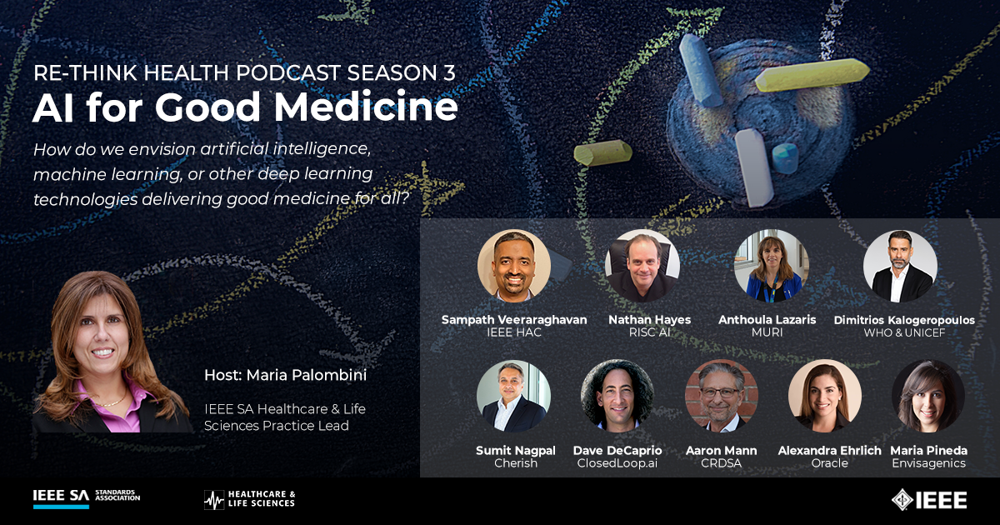 RE-THINK HEALTH PODCAST SEASON 3
AI for Good Medicine
How do we envision artificial intelligence,
machine learning, or other deep learning
technologies delivering good medicine for all?
Host: Maria Palombini
IEEE SA Healthcare & Life
Sciences Practice Lead
Sampath Veeraraghavan
IEEE HAC
Nathan Hayes
RISC AI
Anthoula Lazaris
MURI
Dimitrios Kalogeropoulos
WHO & UNICEF
Sumit Nagpal
Cherish
Dave DeCaprio
ClosedLoop.ai
Aaron Mann
CRDSA
Alexandra Ehrlich
Oracle
Maria Pineda
Envisagenics
IEEE SA STANDARDS
ASSOCIATION
HEALTHCARE &
LIFE SCIENCES
IEEE